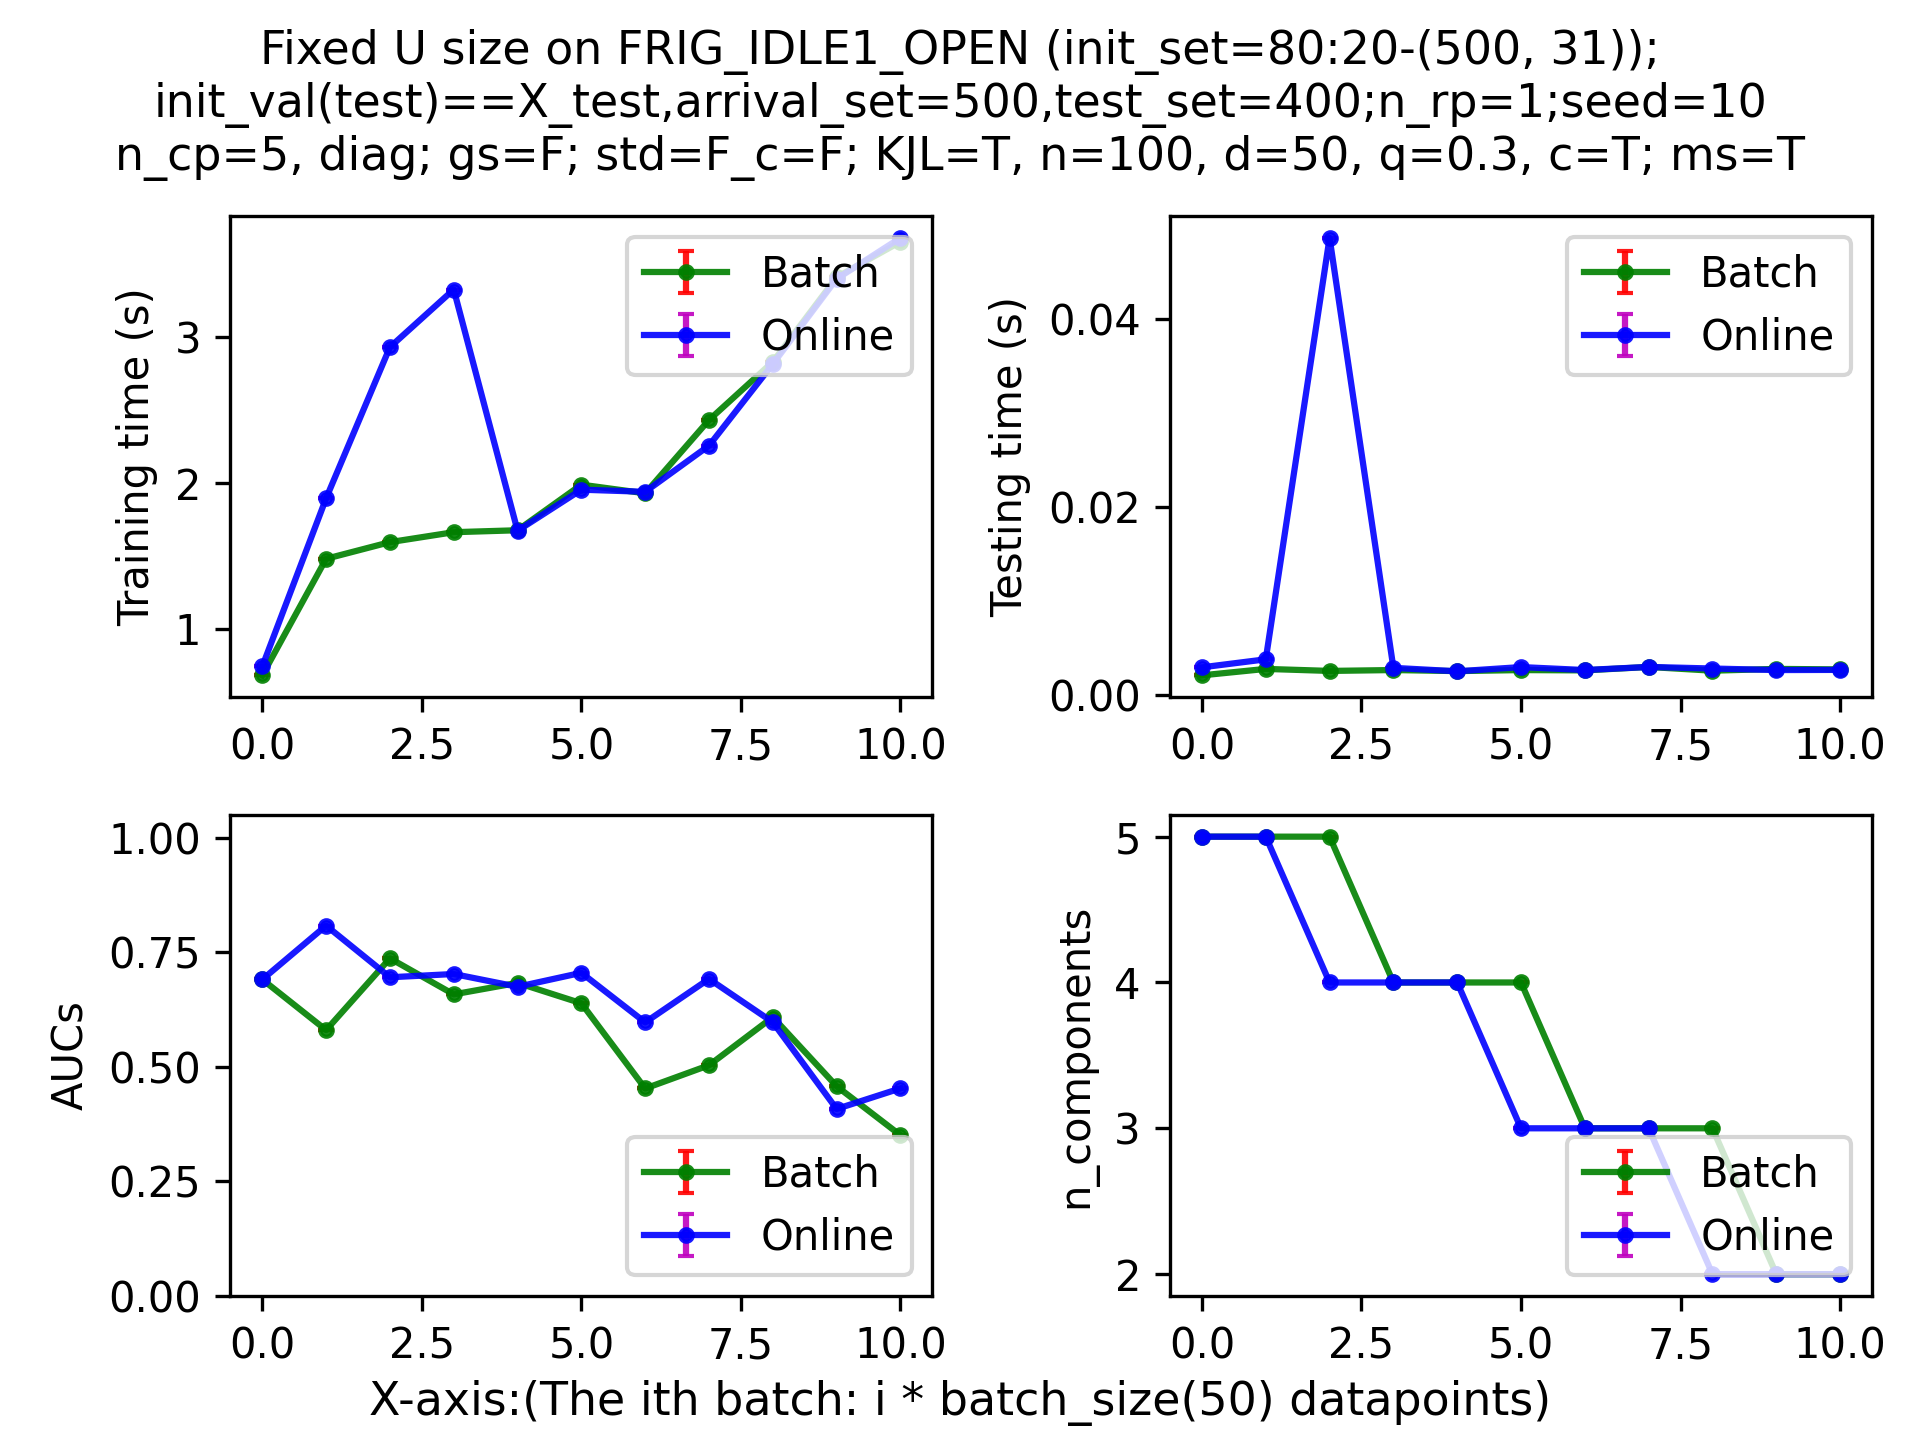 Fixed U size on FRIG_IDLE1_OPEN (init_set=80:20-(500, 31));
init_val(test)==X_test,arrival_set=500,test_set=400;n_rp=1;seed=10
n_cp=5, diag; gs=F; std=F_c=F; KJL=T, n=100, d=50, q=0.3, c=T; ms=T
Training time (s)
3
2
1
0.0 2.5 5.0 7.5 10.0
Batch
Online
Testing time (s)
0.04
0.02
0.00
0.0 2.5 5.0 7.5 10.0
Batch
Online
AUCs
1.00
0.75
0.50
0.25
0.00
0.0 2.5 5.0 7.5 10.0
Batch
Online
n_components
5
4
3
2
0.0 2.5 5.0 7.5 10.0
Batch
Online
X-axis:(The ith batch: i * batch_size(50) datapoints)